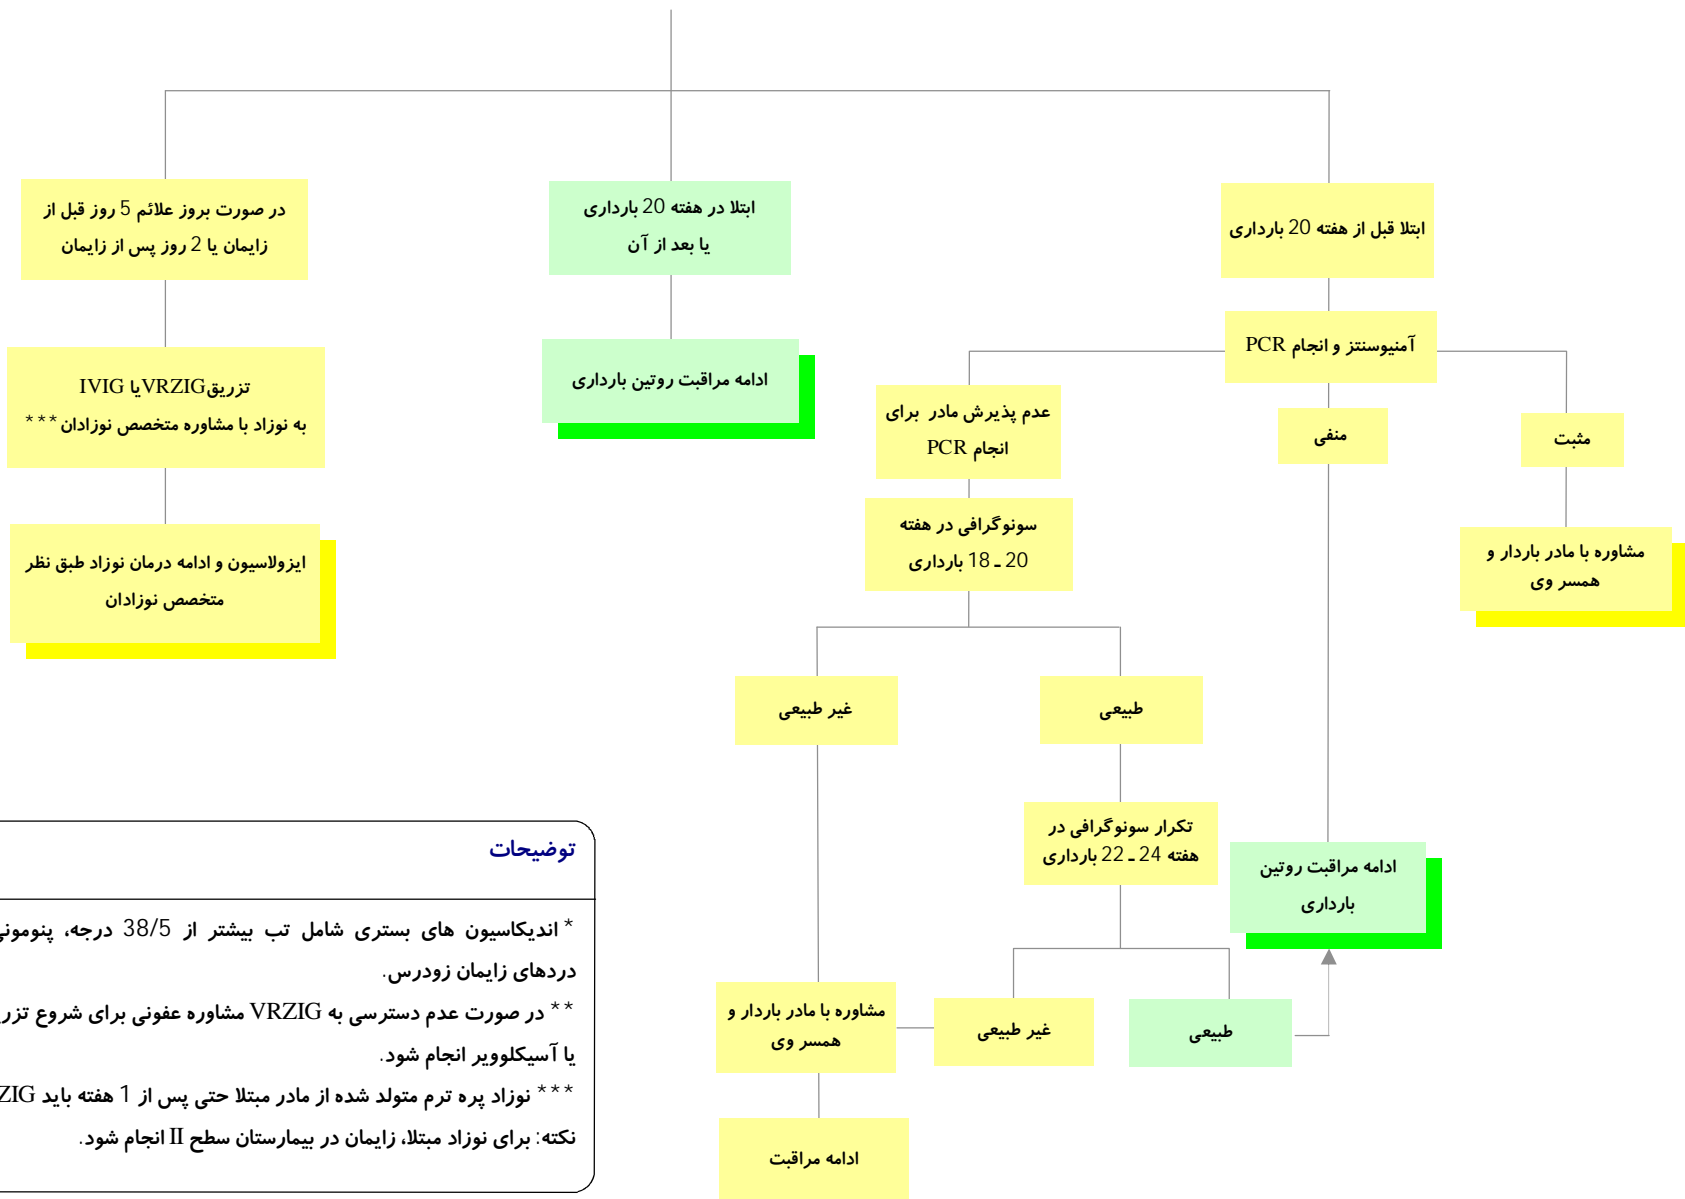 ابتلا قبل از هفته 20 بارداری
ابتلا در هفته 20 بارداری
یا بعد از آن
در صورت بروز علائم 5 روز قبل از
زایمان یا 2 روز پس از زایمان
آمنیوسنتز و انجام PCR
ادامه مراقبت روتین بارداری
تزریقVRZIGیا IVIG
به نوزاد با مشاوره متخصص نوزادان***
مثبت
منفی
عدم پذیرش مادر برای
انجام PCR
مشاوره با مادر باردار و
همسر وی
سونوگرافی در هفته
20 ـ 18 بارداری
ایزولاسیون و ادامه درمان نوزاد طبق نظر
متخصص نوزادان
طبیعی
غیر طبیعی
تکرار سونوگرافی در
هفته 24 ـ 22 بارداری
ادامه مراقبت روتین
بارداری
طبیعی
غیر طبیعی
مشاوره با مادر باردار و
همسر وی
ادامه مراقبت
توضیحات
* اندیکاسیون های بستری شامل تب بیشتر از 38/5 درجه،
دردهای زایمان زودرس.
** در صورت عدم دسترسی به VRZIG مشاوره عفونی برای شروع
یا آسیکلوویر انجام شود.
*** نوزاد پره ترم متولد شده از مادر مبتلا حتی پس از 1 هفته باید
نکته: برای نوزاد مبتلا، زایمان در بیمارستان سطح II انجام شود.